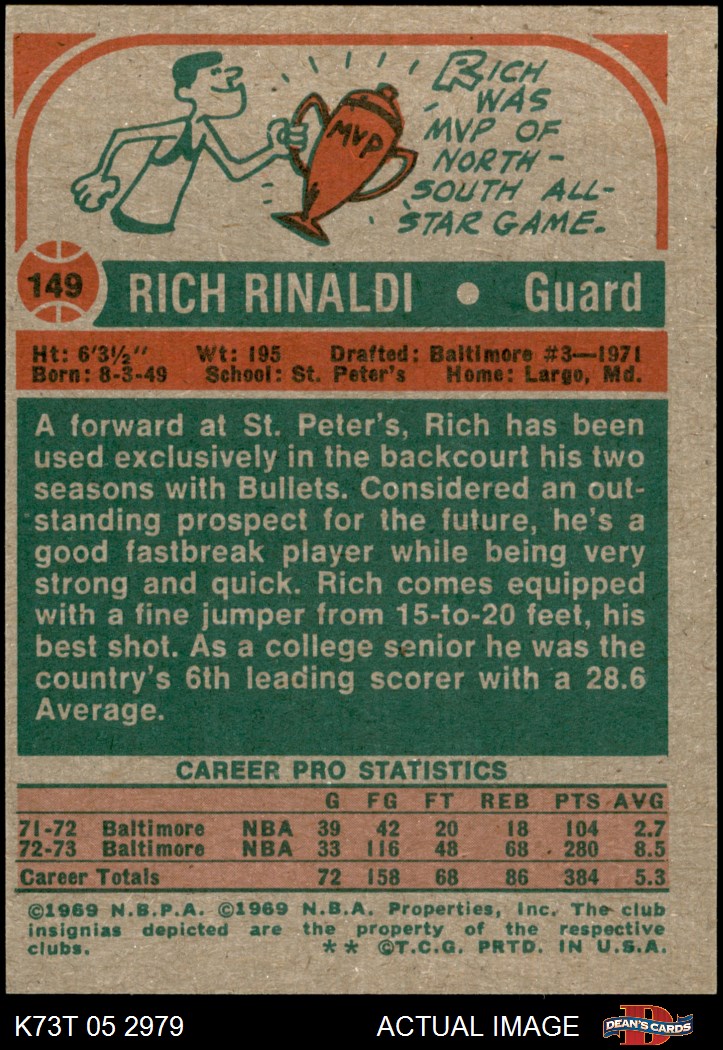 RICH
WAS
MVP OF
NORTH-
SOUTH ALL-
STAR GAME.
MVP
149 RICH RINALDI • Guard
Ht: 6'3½" Wt: 195 Drafted: Baltimore #3—1971
Born: 8-3-49 School: St. Peter's Home: Largo, Md.
A forward at St. Peter's, Rich has been
used exclusively in the backcourt his two
seasons with Bullets. Considered an out-
standing prospect for the future, he's a
good fastbreak player while being very
strong and quick. Rich comes equipped
with a fine jumper from 15-to-20 feet, his
best shot. As a college senior he was the
country's 6th leading scorer with a 28.6
Average.
CAREER PRO STATISTICS
G FG FT REB PTS AVG
71-72 Baltimore NBA 39 42 20 18 104 2.7
72-73 Baltimore NBA 33 116 48 68 280 8.5
Career Totals 72 158 68 86 384 5.3
©1969 N.B.P.A. ©1969 N.B.A. Properties, Inc. The club
insignias depicted are the property of the respective
clubs. ** ©T.C.G. PRTD. IN U.S.A.
K73T 05 2979 ACTUAL IMAGE D DEAN'S CARDS